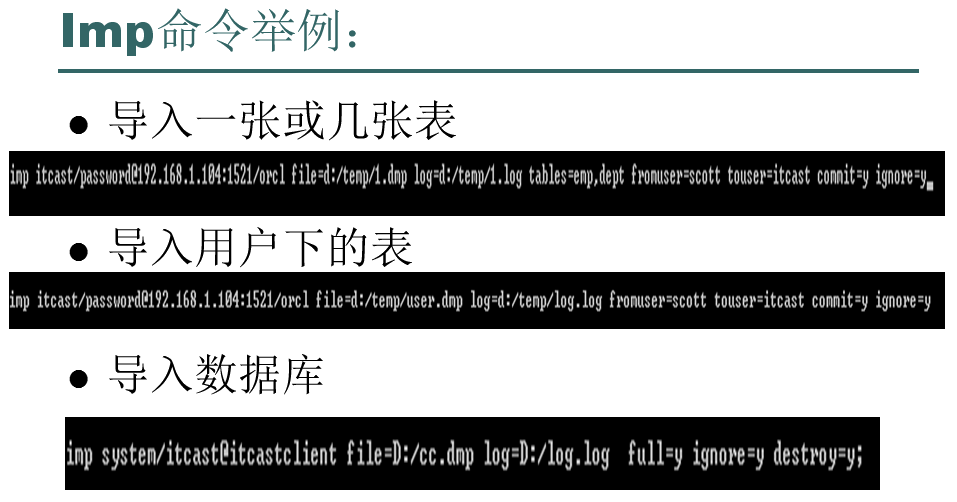 Imp命令举例：
● 导入一张或几张表
imp itcast/password@192.168.1.104:1521/orcl file=d:/temp/1.dmp log=d:/temp/1.log tables=emp,dept fromuser=scott touser=itcast commit=y ignore=y_
● 导入用户下的表
imp itcast/password@192.168.1.104:1521/orcl file=d:/temp/user.dmp log=d:/temp/log.log fromuser=scott touser=itcast commit=y ignore=y
● 导入数据库
imp system/itcast@itcastclient file=D:/cc.dmp log=D:/log.log  full=y ignore=y destroy=y;